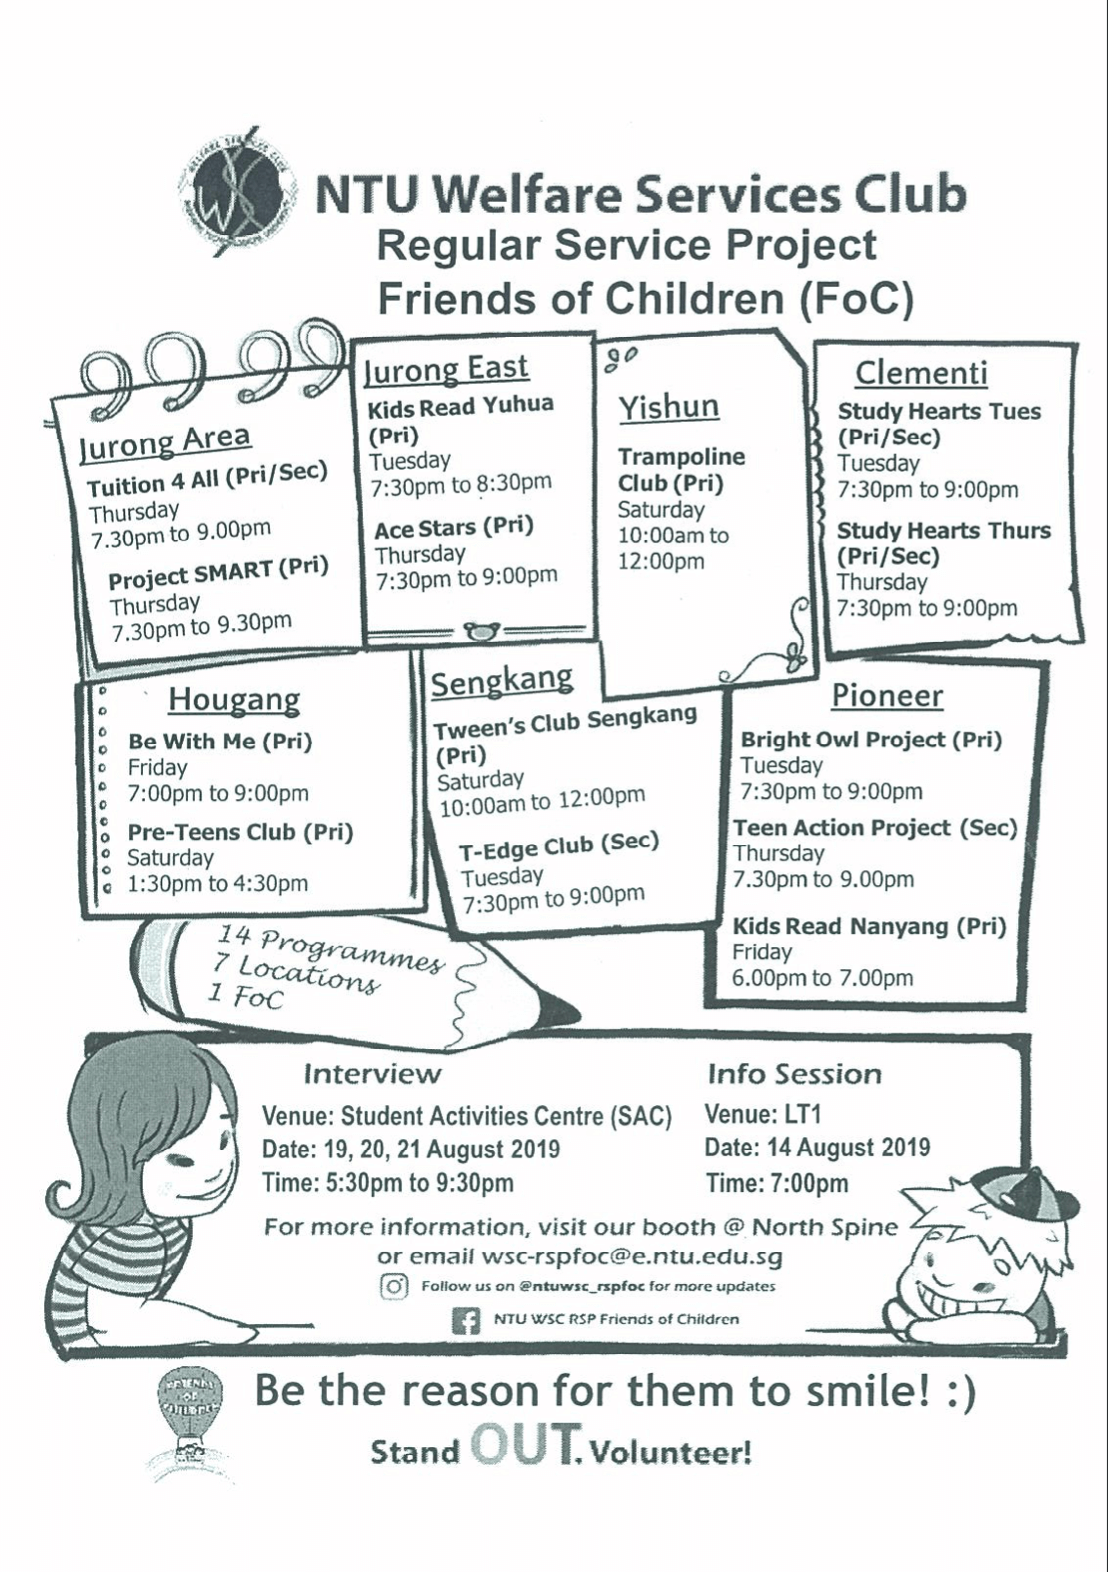 NTU Welfare Services Club
Regular Service Project
Friends of Children (FoC)
Jurong Area
Tuition 4 All (Pri/Sec)
Thursday
7.30pm to 9.00pm
Project SMART (Pri)
Thursday
7.30pm to 9.30pm
Jurong East
Kids Read Yuhua
(Pri)
Tuesday
7:30pm to 8:30pm
Ace Stars (Pri)
Thursday
7:30pm to 9:00pm
Yishun
Trampoline
Club (Pri)
Saturday
10:00am to
12:00pm
Clementi
Study Hearts Tues
(Pri/Sec)
Tuesday
7:30pm to 9:00pm
Study Hearts Thurs
(Pri/Sec)
Thursday
7:30pm to 9:00pm
Hougang
Be With Me (Pri)
Friday
7:00pm to 9:00pm
Pre-Teens Club (Pri)
Saturday
1:30pm to 4:30pm
Sengkang
Tween's Club Sengkang
(Pri)
Saturday
10:00am to 12:00pm
T-Edge Club (Sec)
Tuesday
7:30pm to 9:00pm
Pioneer
Bright Owl Project (Pri)
Tuesday
7:30pm to 9:00pm
Teen Action Project (Sec)
Thursday
7.30pm to 9.00pm
Kids Read Nanyang (Pri)
Friday
6.00pm to 7.00pm
14 Programmes
7 Locations
1 FoC
Interview
Venue: Student Activities Centre (SAC)
Date: 19, 20, 21 August 2019
Time: 5:30pm to 9:30pm
Info Session
Venue: LT1
Date: 14 August 2019
Time: 7:00pm
For more information, visit our booth @ North Spine
or email wsc-rspfoc@e.ntu.edu.sg
Follow us on @ntuwsc_rspfoc for more updates
NTU WSC RSP Friends of Children
FRIENDS
OF
CHILDREN
Be the reason for them to smile! :)
Stand OUT. Volunteer!